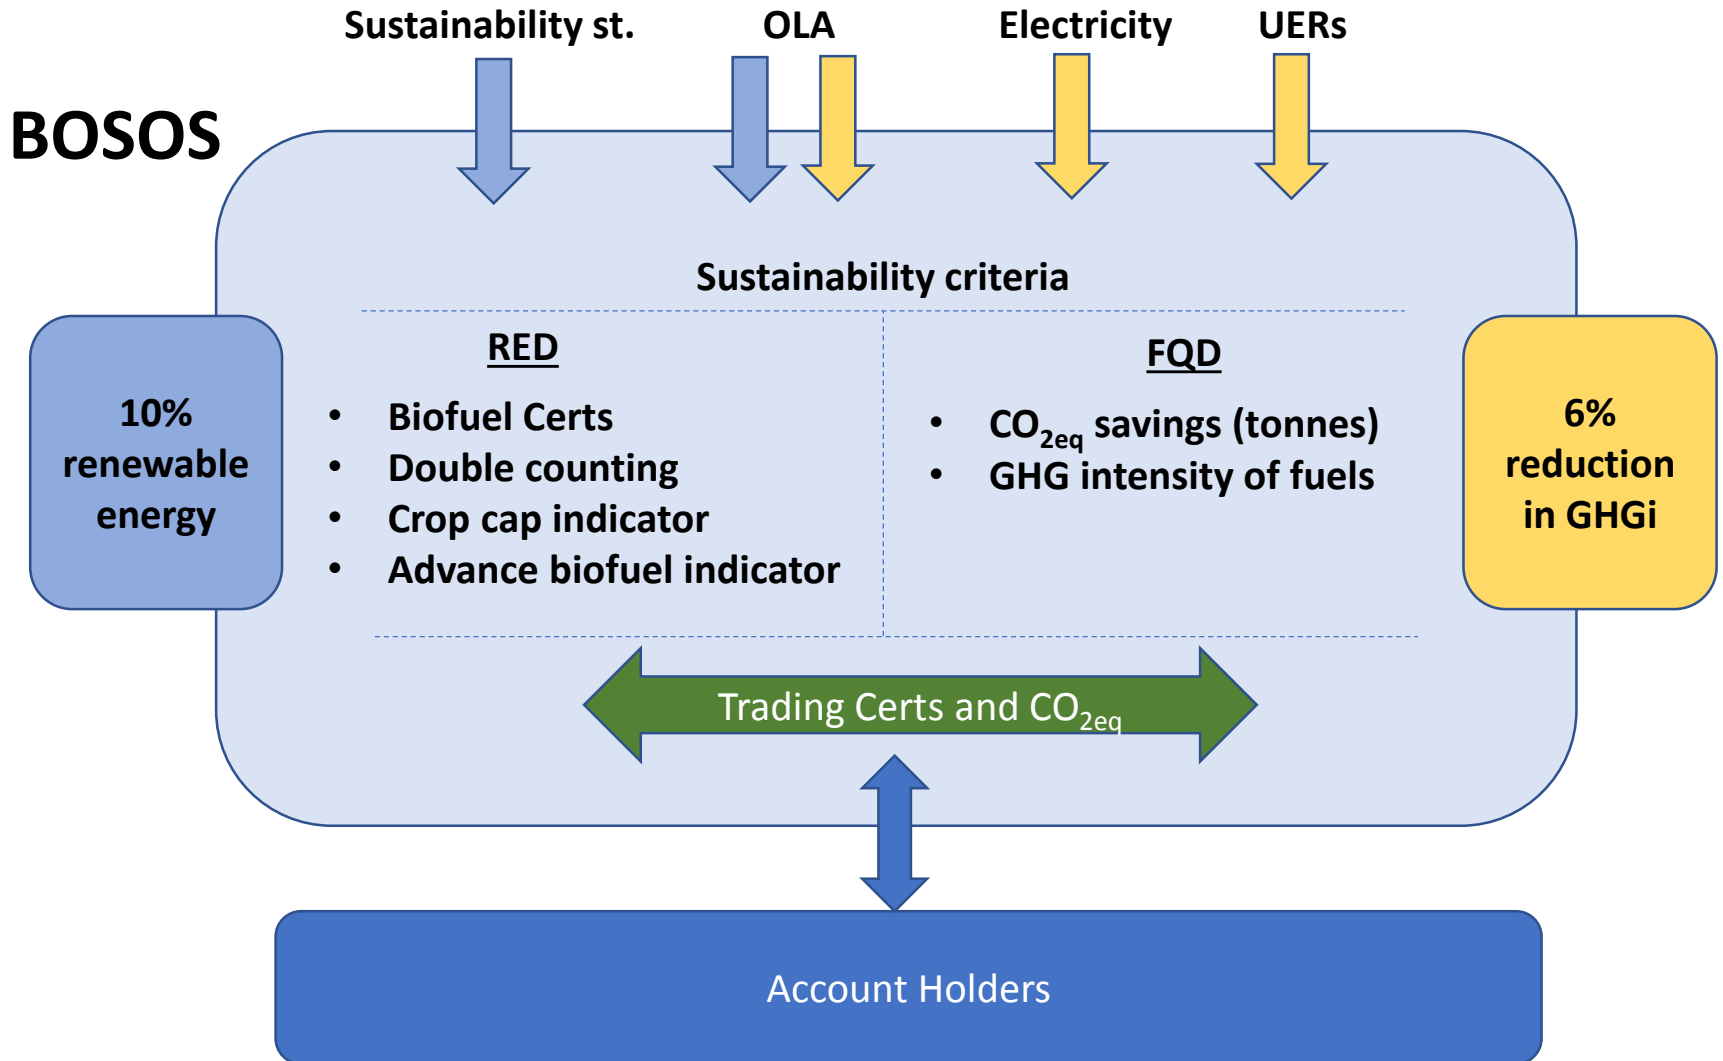 Sustainability st.
OLA
Electricity
UERs
BOSOS
Sustainability criteria
10%
renewable
energy
RED
• Biofuel Certs
• Double counting
• Crop cap indicator
• Advance biofuel indicator
FQD
• CO2eq savings (tonnes)
• GHG intensity of fuels
6%
reduction
in GHGi
Trading Certs and CO2eq
Account Holders